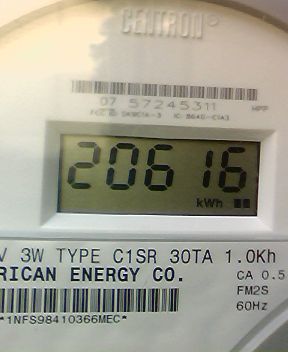 CENTRON®
07 57245311
20616
kWh
V 3W TYPE C1SR 30TA 1.0Kh
RICAN ENERGY CO.
CA 0.5
FM2S
60Hz
*1NFS98410366MEC*